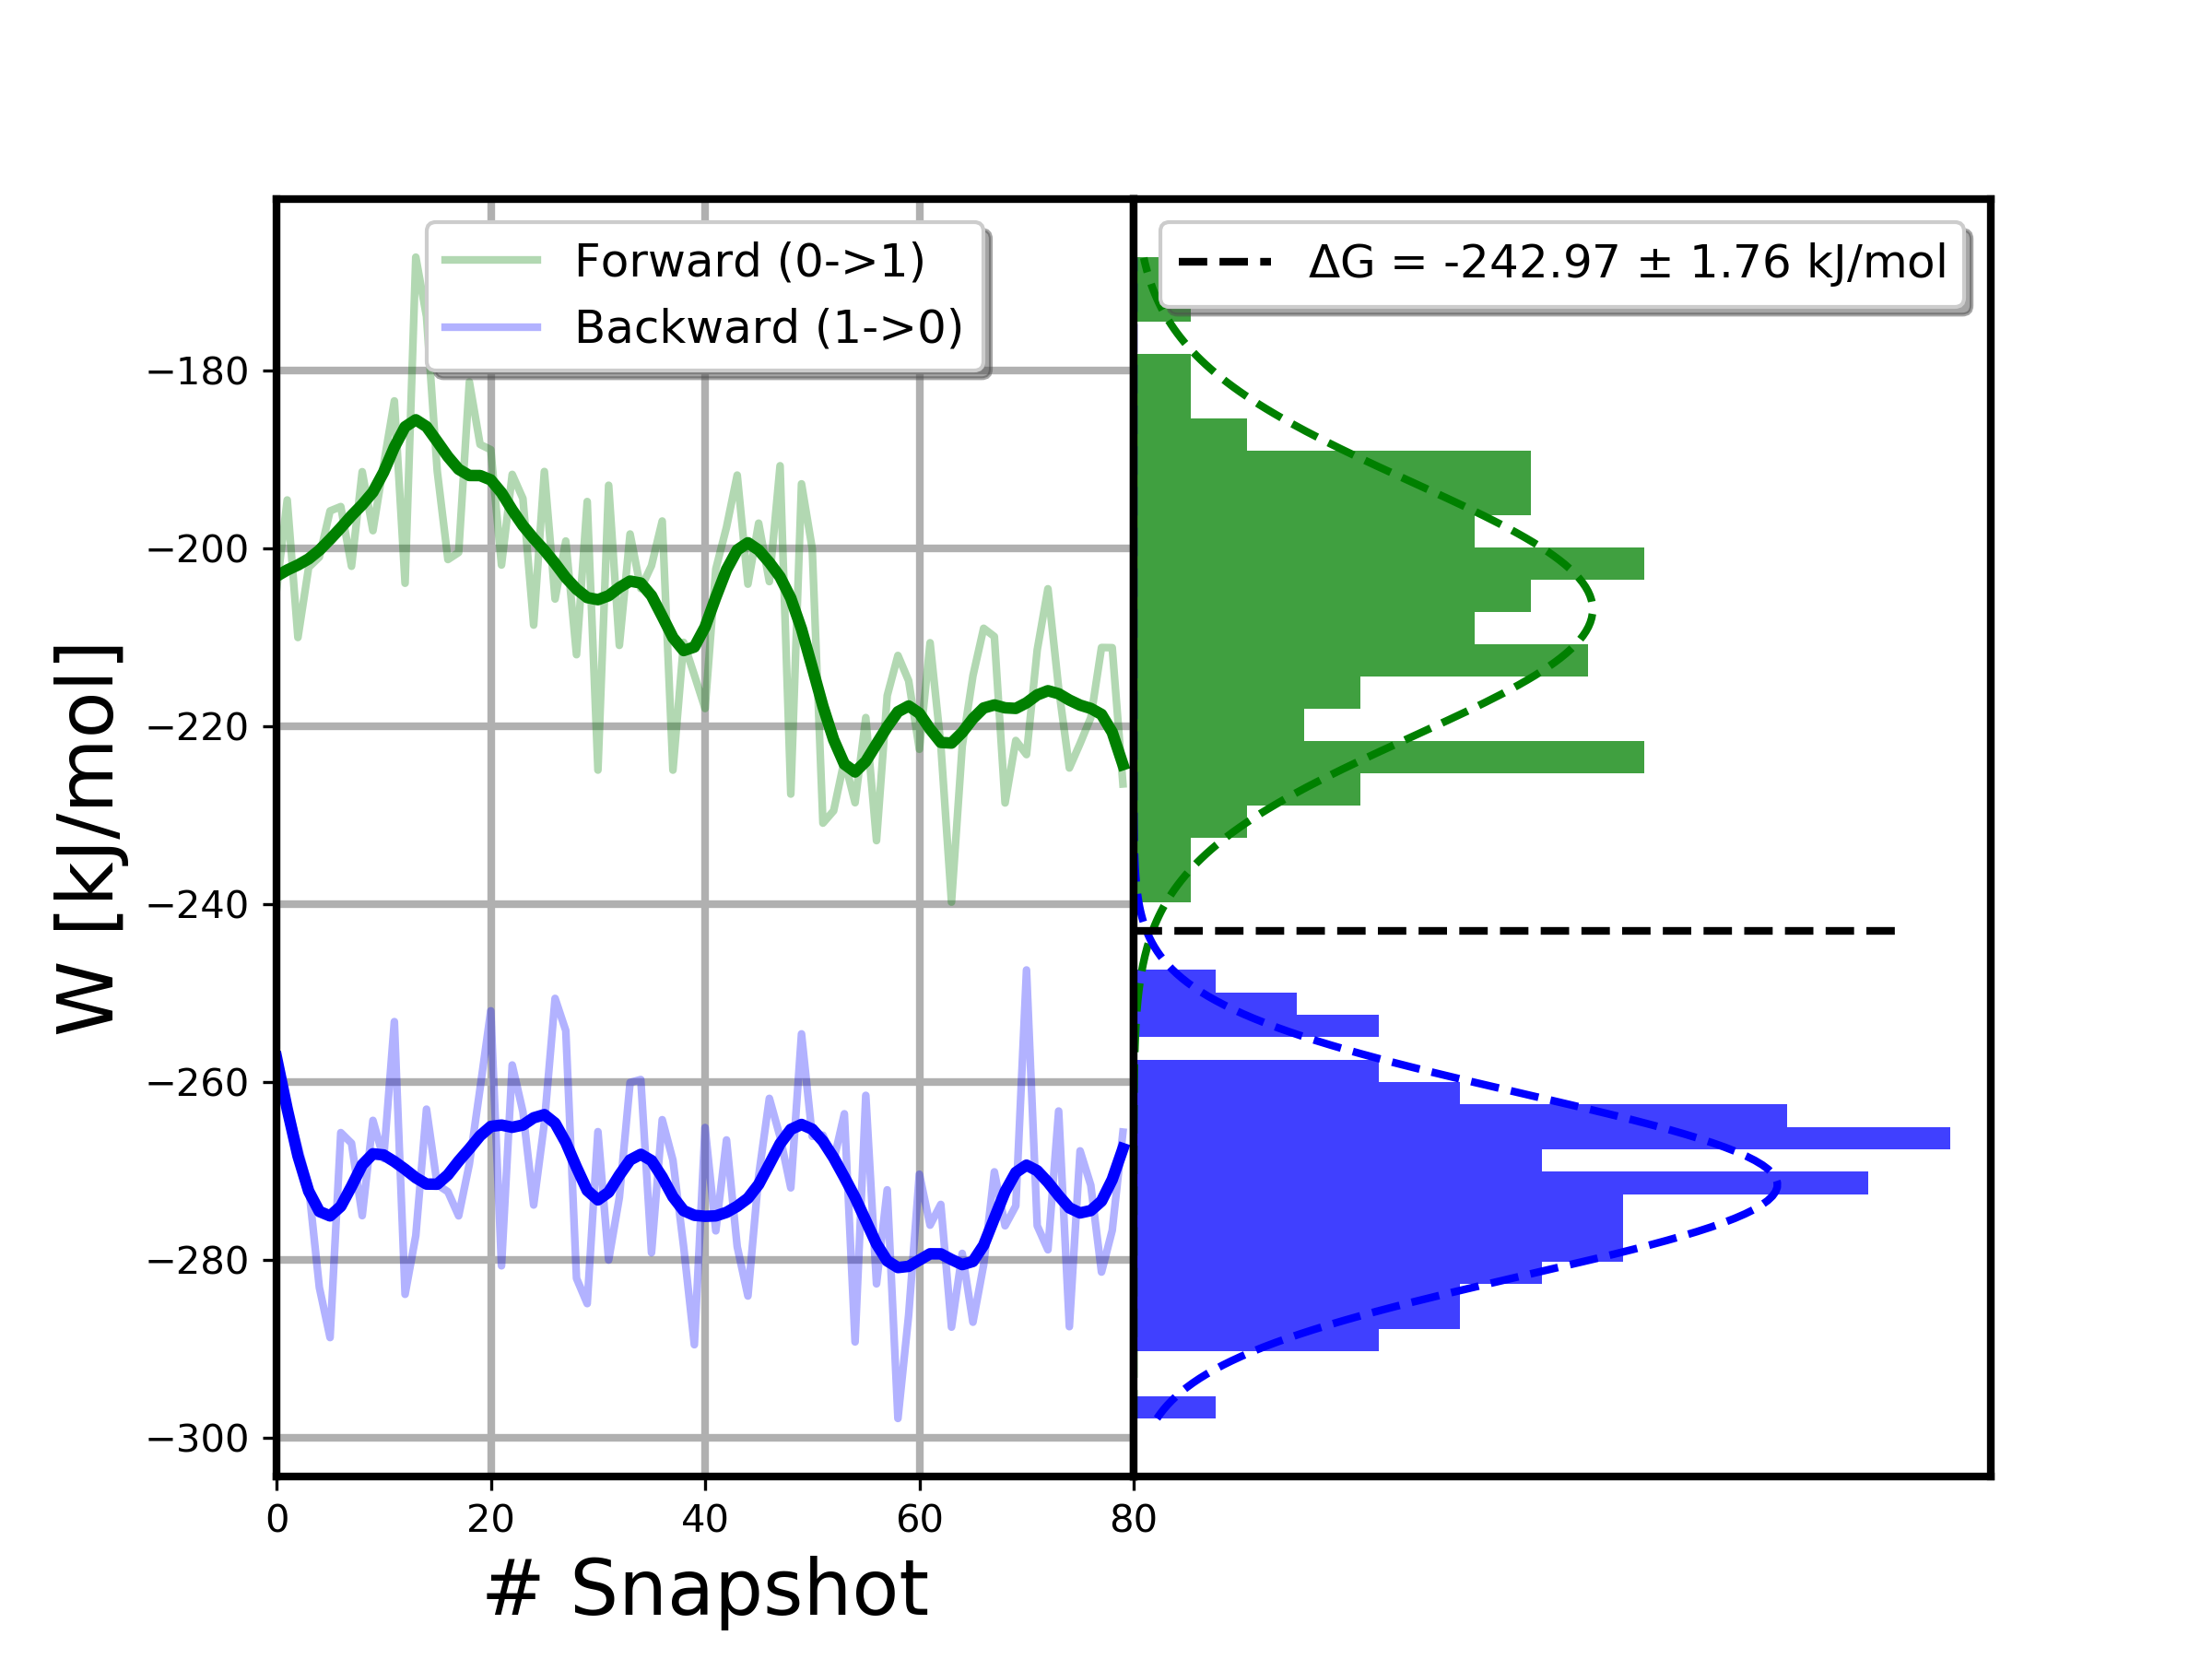 Forward (0->1)
Backward (1->0)
ΔG = -242.97 ± 1.76 kJ/mol
W [kJ/mol]
−180
−200
−220
−240
−260
−280
−300
0 20 40 60 80
# Snapshot